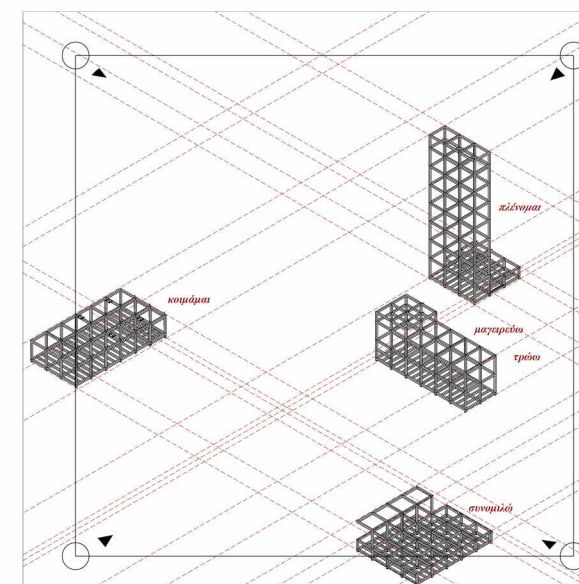 πλένομαι
κοιμάμαι
μαγειρεύω
τρώω
συνομιλώ